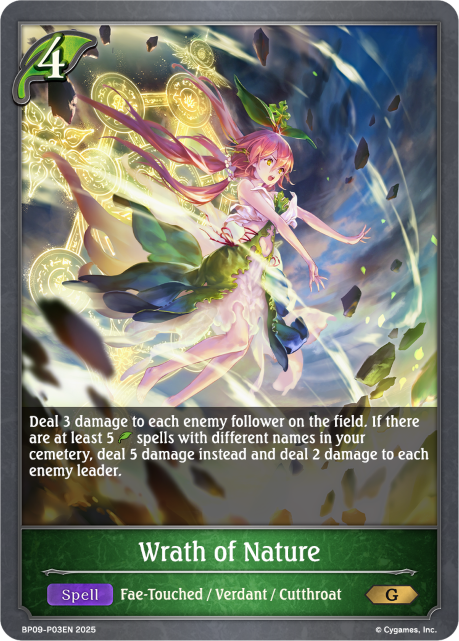 4
Deal 3 damage to each enemy follower on the field. If there
are at least 5 spells with different names in your
cemetery, deal 5 damage instead and deal 2 damage to each
enemy leader.
Wrath of Nature
Spell Fae-Touched / Verdant / Cutthroat G
BP09-P03EN 2025 © Cygames, Inc.